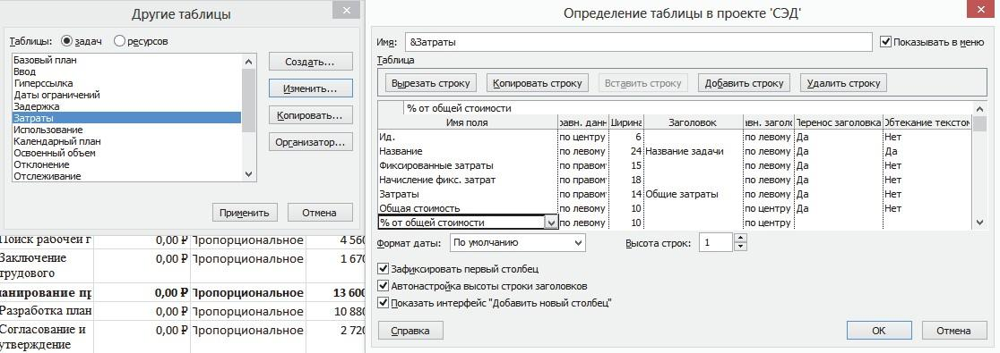 Другие таблицы
Таблицы: задач ресурсов
Базовый план
Ввод
Гиперссылка
Даты ограничений
Задержка
Затраты
Использование
Календарный план
Освоенный объем
Отклонение
Отслеживание
Создать...
Изменить...
Копировать...
Организатор...
Применить Отмена
Поиск рабочей г 0,00 ₽ Пропорциональное 4 560
Заключение 0,00 ₽ Пропорциональное 1 670
трудового
анирование пр 0,00 ₽ Пропорциональное 13 600
Разработка план 0,00 ₽ Пропорциональное 10 880
Согласование и 0,00 ₽ Пропорциональное 2 720
утверждение
Определение таблицы в проекте 'СЭД'
Имя: &Затраты Показывать в меню
Таблица
Вырезать строку Копировать строку Вставить строку Добавить строку Удалить строку
% от общей стоимости
Имя поля равн. данн Ширина Заголовок авн. заголо Перенос заголовка Обтекание текстом
Ид. по центру 6 по левому Да Нет
Название по левому 24 Название задачи по левому Да Да
Фиксированные затраты по правом 15 по левому Да Нет
Начисление фикс. затрат по правом 18 по левому Да Нет
Затраты по правом 14 Общие затраты по левому Да Нет
Общая стоимость по левому 10 по левому Да Нет
% от общей стоимости по левому 10 по центру
Формат даты: По умолчанию Высота строк: 1
Зафиксировать первый столбец
Автонастройка высоты строки заголовков
Показать интерфейс "Добавить новый столбец"
Справка ОК Отмена